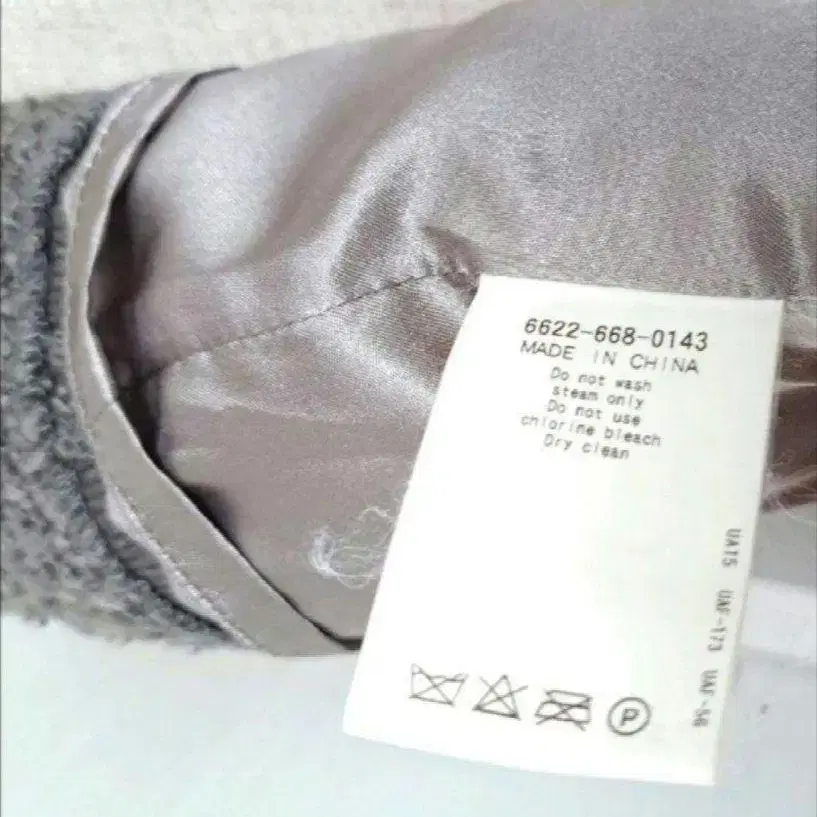 6622-668-0143
MADE IN CHINA
Do not wash
steam only
Do not use
chlorine bleach
Dry clean
UA15 UAF-173 UAF-56
P